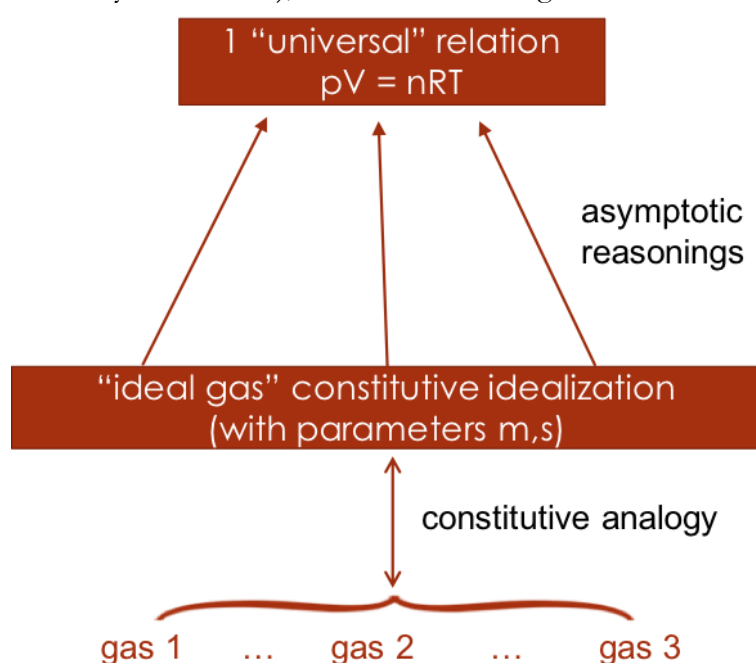 1 “universal” relation
pV = nRT
asymptotic
reasonings
“ideal gas” constitutive idealization
(with parameters m,s)
constitutive analogy
gas 1 ... gas 2 ... gas 3